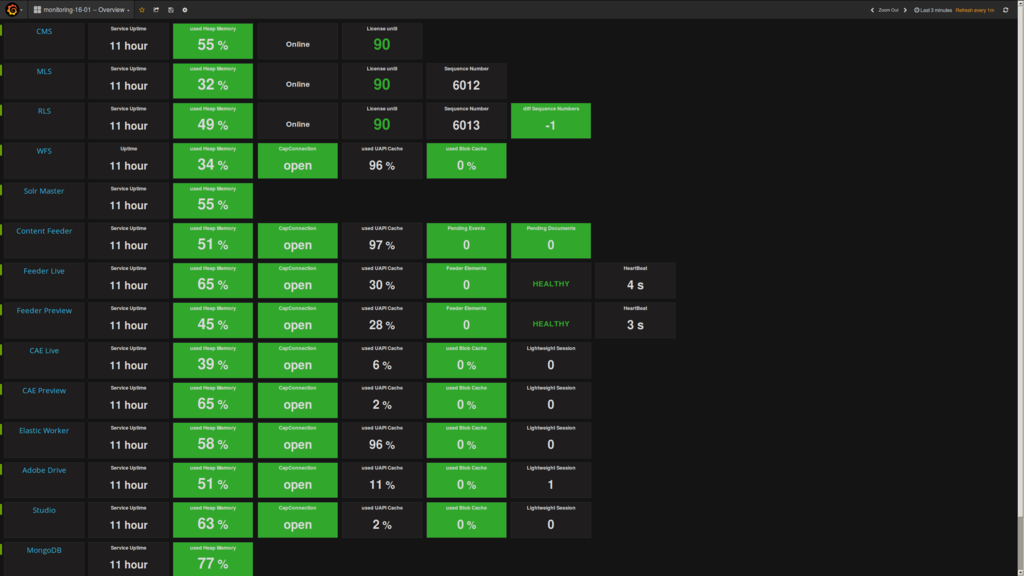 monitoring-16-01 -- Overview Zoom Out Last 3 minutes Refresh every 1m
CMS Service Uptime 11 hour used Heap Memory 55 % Online License until 90
MLS Service Uptime 11 hour used Heap Memory 32 % Online License until 90 Sequence Number 6012
RLS Service Uptime 11 hour used Heap Memory 49 % Online License until 90 Sequence Number 6013 diff Sequence Numbers -1
WFS Uptime 11 hour used Heap Memory 34 % CapConnection open used UAPI Cache 96 % used Blob Cache 0 %
Solr Master Service Uptime 11 hour used Heap Memory 55 %
Content Feeder Service Uptime 11 hour used Heap Memory 51 % CapConnection open used UAPI Cache 97 % Pending Events 0 Pending Documents 0
Feeder Live Service Uptime 11 hour used Heap Memory 65 % CapConnection open used UAPI Cache 30 % Feeder Elements 0 HEALTHY HeartBeat 4 s
Feeder Preview Service Uptime 11 hour used Heap Memory 45 % CapConnection open used UAPI Cache 28 % Feeder Elements 0 HEALTHY HeartBeat 3 s
CAE Live Service Uptime 11 hour used Heap Memory 39 % CapConnection open used UAPI Cache 6 % used Blob Cache 0 % Lightweight Session 0
CAE Preview Service Uptime 11 hour used Heap Memory 65 % CapConnection open used UAPI Cache 2 % used Blob Cache 0 % Lightweight Session 0
Elastic Worker Service Uptime 11 hour used Heap Memory 58 % CapConnection open used UAPI Cache 96 % used Blob Cache 0 % Lightweight Session 0
Adobe Drive Service Uptime 11 hour used Heap Memory 51 % CapConnection open used UAPI Cache 11 % used Blob Cache 0 % Lightweight Session 1
Studio Service Uptime 11 hour used Heap Memory 63 % CapConnection open used UAPI Cache 2 % used Blob Cache 0 % Lightweight Session 0
MongoDB Service Uptime 11 hour used Heap Memory 77 %